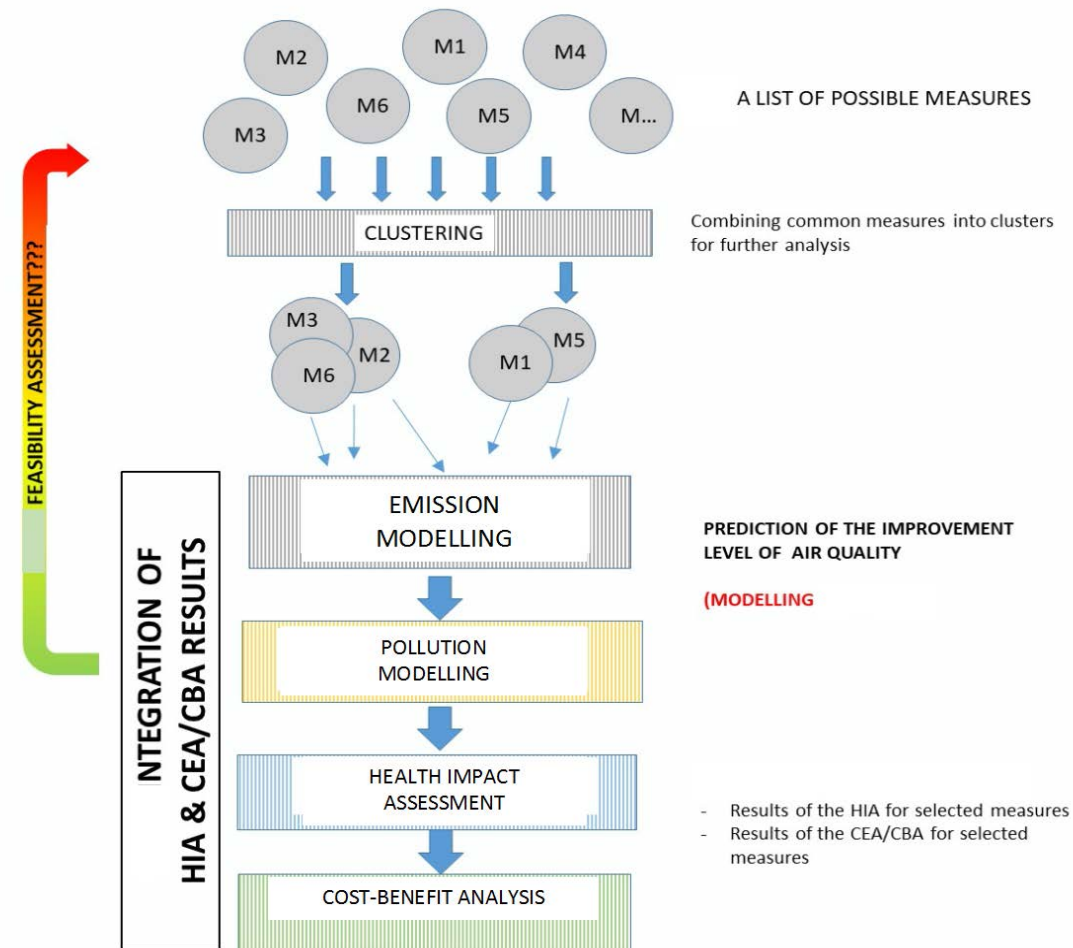 M1
M2
M4
M6
M5
M...
M3
A LIST OF POSSIBLE MEASURES
CLUSTERING
Combining common measures into clusters
for further analysis
FEASIBILITY ASSESSMENT???
M3
M2
M6
M5
M1
EMISSION
MODELLING
PREDICTION OF THE IMPROVEMENT
LEVEL OF AIR QUALITY
(MODELLING
INTEGRATION OF
HIA & CEA/CBA RESULTS
POLLUTION
MODELLING
HEALTH IMPACT
ASSESSMENT
- Results of the HIA for selected measures
- Results of the CEA/CBA for selected
measures
COST-BENEFIT ANALYSIS